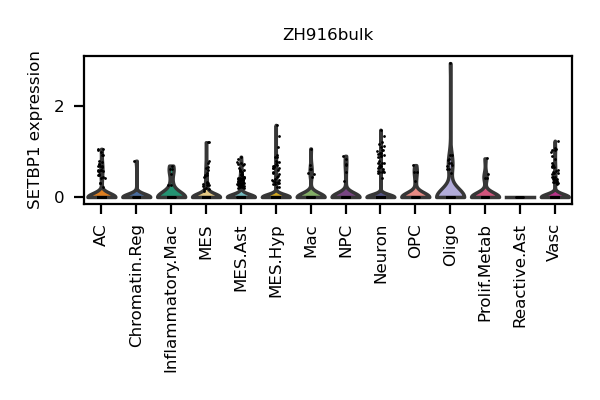 ZH916bulk
SETBP1 expression
2
0
AC
Chromatin.Reg
Inflammatory.Mac
MES
MES.Ast
MES.Hyp
Mac
NPC
Neuron
OPC
Oligo
Prolif.Metab
Reactive.Ast
Vasc